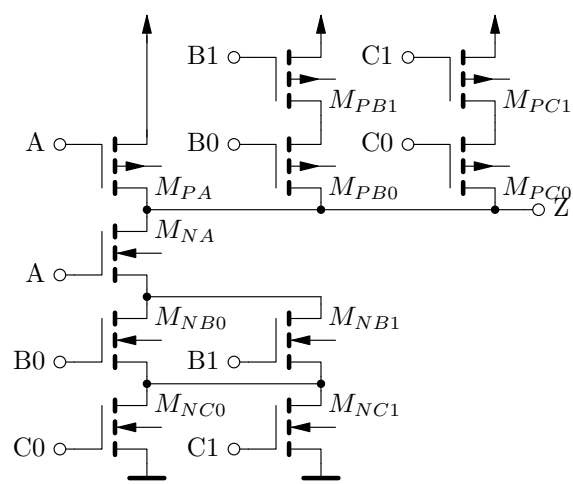 B1
C1
M_{PB1}
M_{PC1}
A
B0
C0
M_{PA}
M_{PB0}
M_{PC0}
Z
M_{NA}
A
M_{NB0}
M_{NB1}
B0
B1
M_{NC0}
M_{NC1}
C0
C1